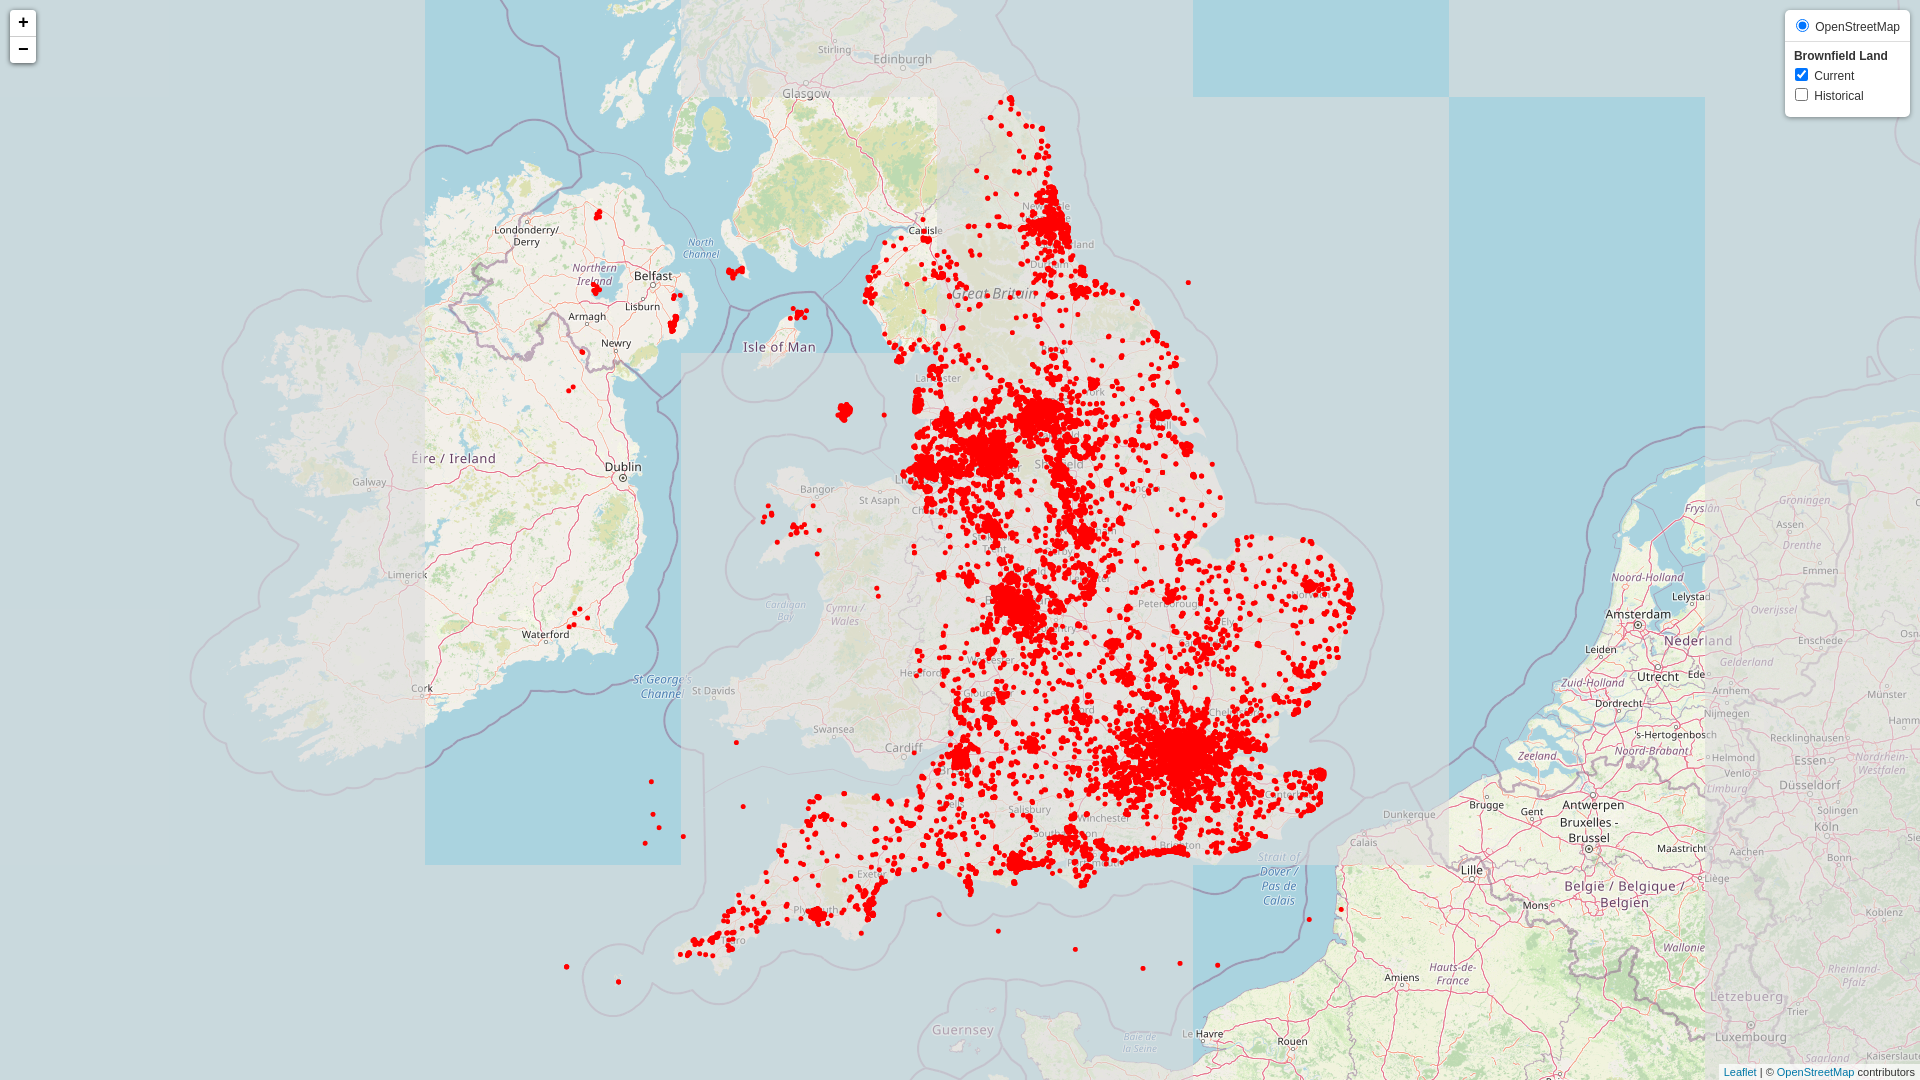 +
−
OpenStreetMap
Brownfield Land
Current
Historical
Stirling
Edinburgh
Glasgow
Londonderry/
Derry
North
Channel
Carlisle
Northern
Ireland
Belfast
Lisburn
Armagh
Newry
Great Britain
Isle of Man
Éire / Ireland
Galway
Dublin
Bangor
St Asaph
Limerick
Cardigan
Bay
Cymru /
Wales
Waterford
Cork
St George's
Channel
St Davids
Swansea
Cardiff
Salisbury
Winchester
Brighton
Exeter
Plymouth
Truro
Strait of
Dover /
Pas de
Calais
Guernsey
Baie de
la Seine
Le Havre
Rouen
Amiens
Hauts-de-
France
Dunkerque
Calais
Lille
Mons
Brugge
Gent
Antwerpen
Bruxelles -
Brussel
België / Belgique /
Belgien
Maastricht
Liège
Wallonie
Groningen
Fryslân
Assen
Drenthe
Emmen
Noord-Holland
Lelystad
Amsterdam
Overijssel
Enschede
Leiden
Nederland
Gelderland
Zuid-Holland
Utrecht
Ede
Arnhem
Münster
Dordrecht
Nijmegen
's-Hertogenbosch
Zeeland
Noord-Brabant
Recklinghausen
Helmond
Venlo
Essen
Nordrhein-
Westfalen
Limburg
Düsseldorf
Solingen
Köln
Aachen
Bonn
Koblenz
Rheinland-
Pfalz
Lëtzebuerg
Trier
Luxembourg
Saarland
Kaiserslaute
Leaflet | © OpenStreetMap contributors